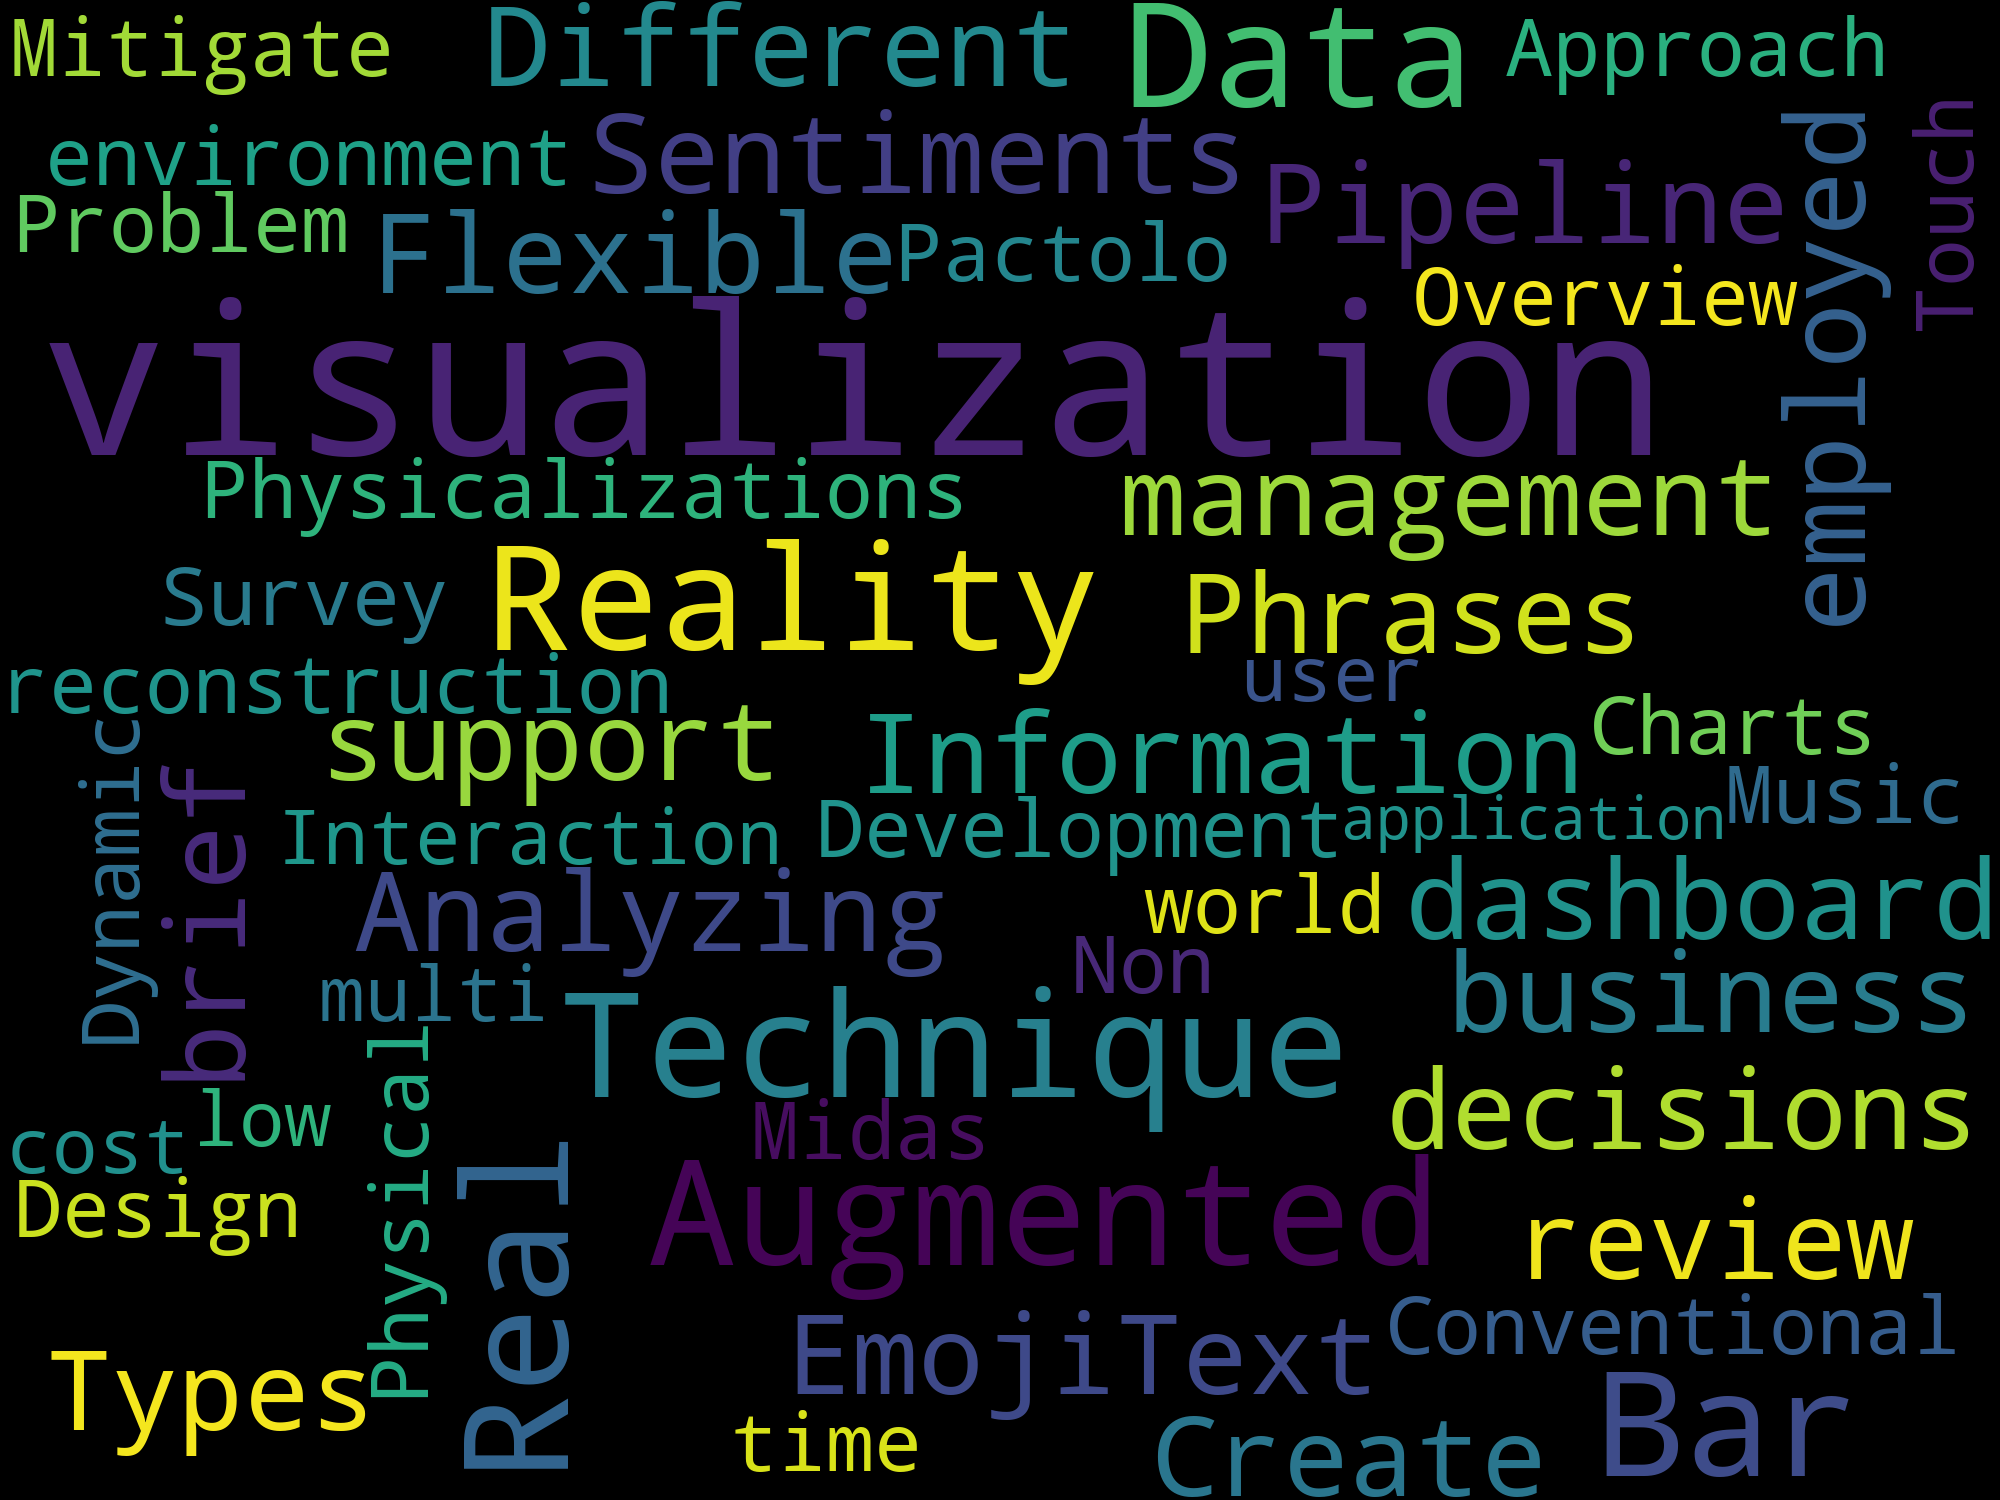 Mitigate
Different
Data
Approach
Touch
employed
environment
Sentiments
Pipeline
Problem
Flexible
Pactolo
Overview
visualization
Physicalizations
management
Survey
Reality
Phrases
user
reconstruction
support
Information
Charts
Music
Dynamic
brief
Interaction
Development
application
Analyzing
world
dashboard
Non
multi
Technique
business
Physical
low
cost
Midas
decisions
Design
Real
Augmented
review
Types
EmojiText
Conventional
time
Create
Bar